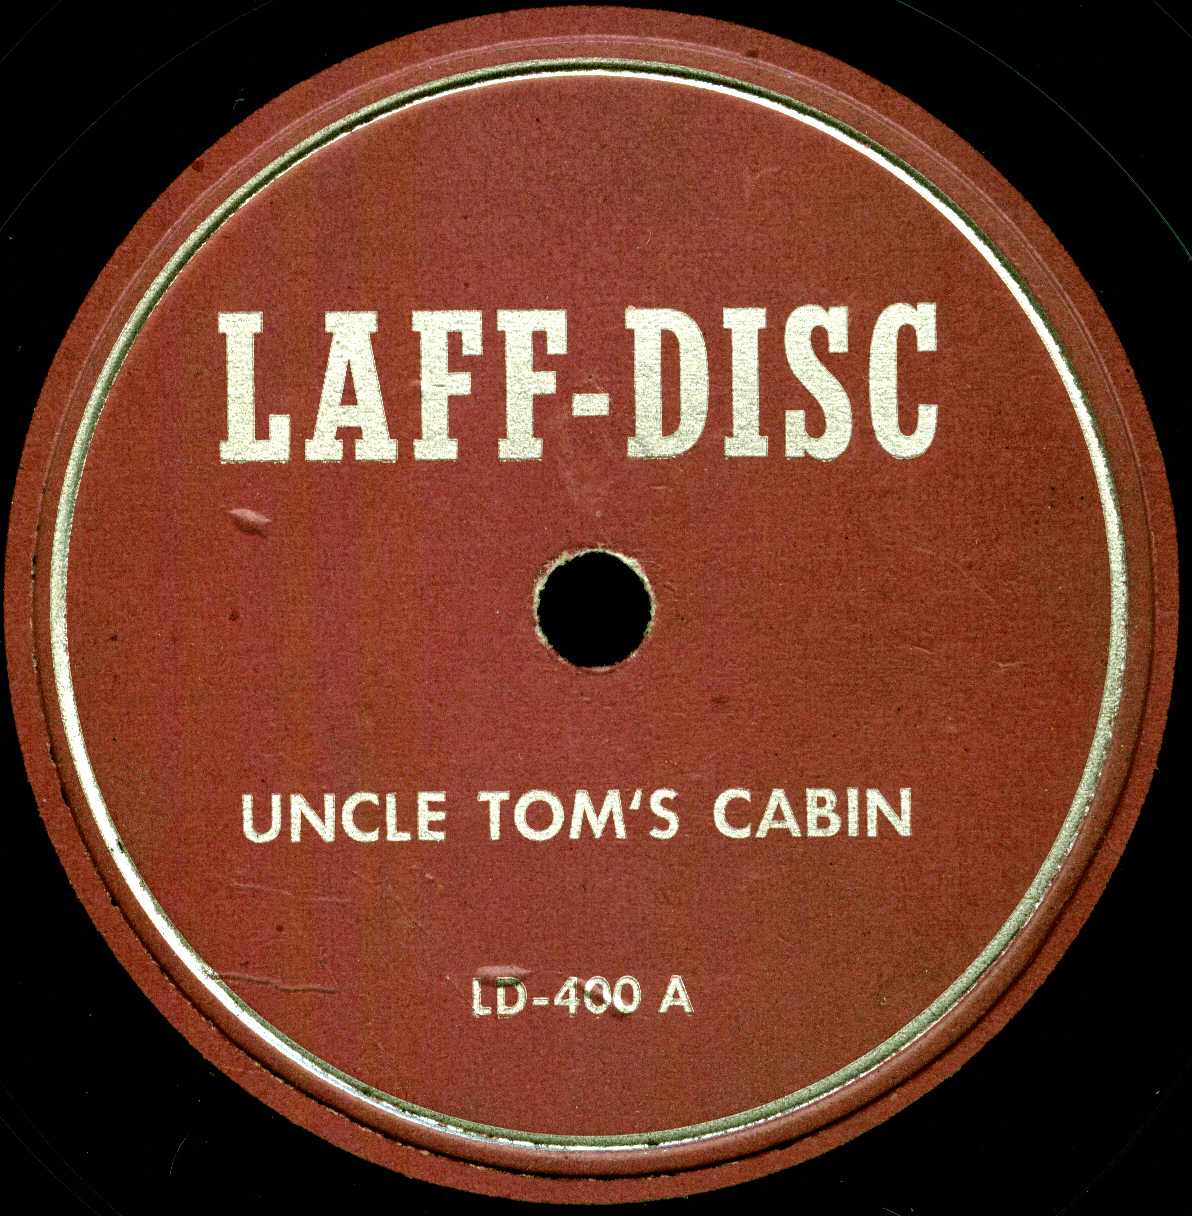 LAFF-DISC
UNCLE TOM'S CABIN
LD-400 A